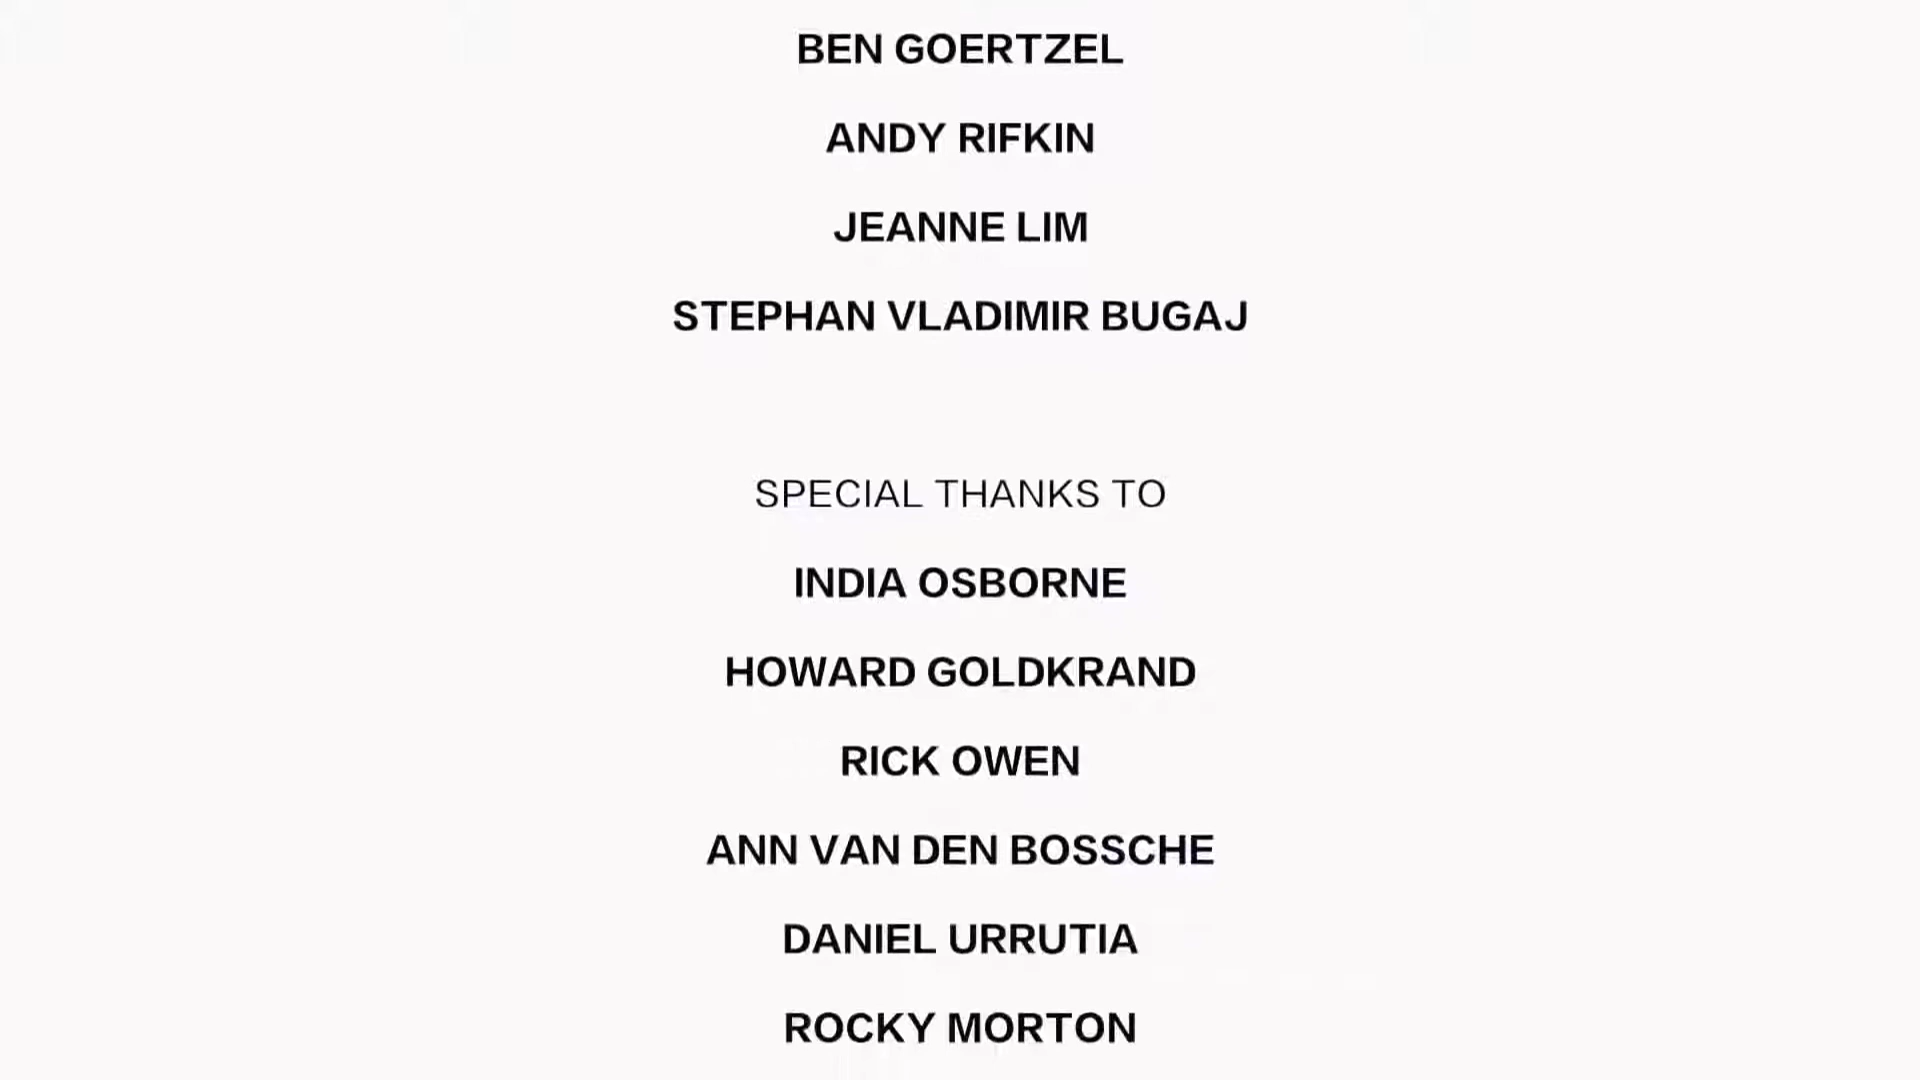 BEN GOERTZEL
ANDY RIFKIN
JEANNE LIM
STEPHAN VLADIMIR BUGAJ
SPECIAL THANKS TO
INDIA OSBORNE
HOWARD GOLDKRAND
RICK OWEN
ANN VAN DEN BOSSCHE
DANIEL URRUTIA
ROCKY MORTON